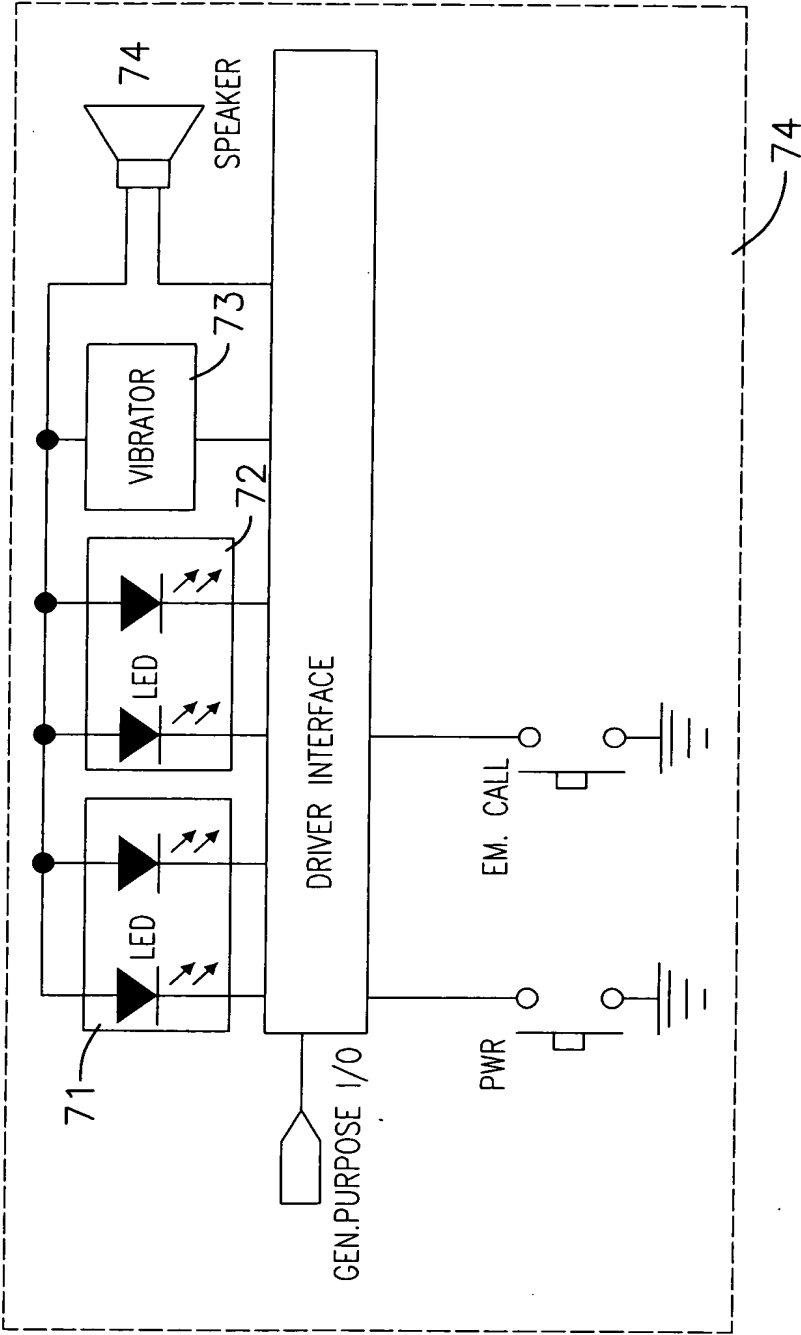 74
SPEAKER
73
VIBRATOR
72
LED
LED
71
DRIVER INTERFACE
GEN.PURPOSE I/O
EM. CALL
PWR
74